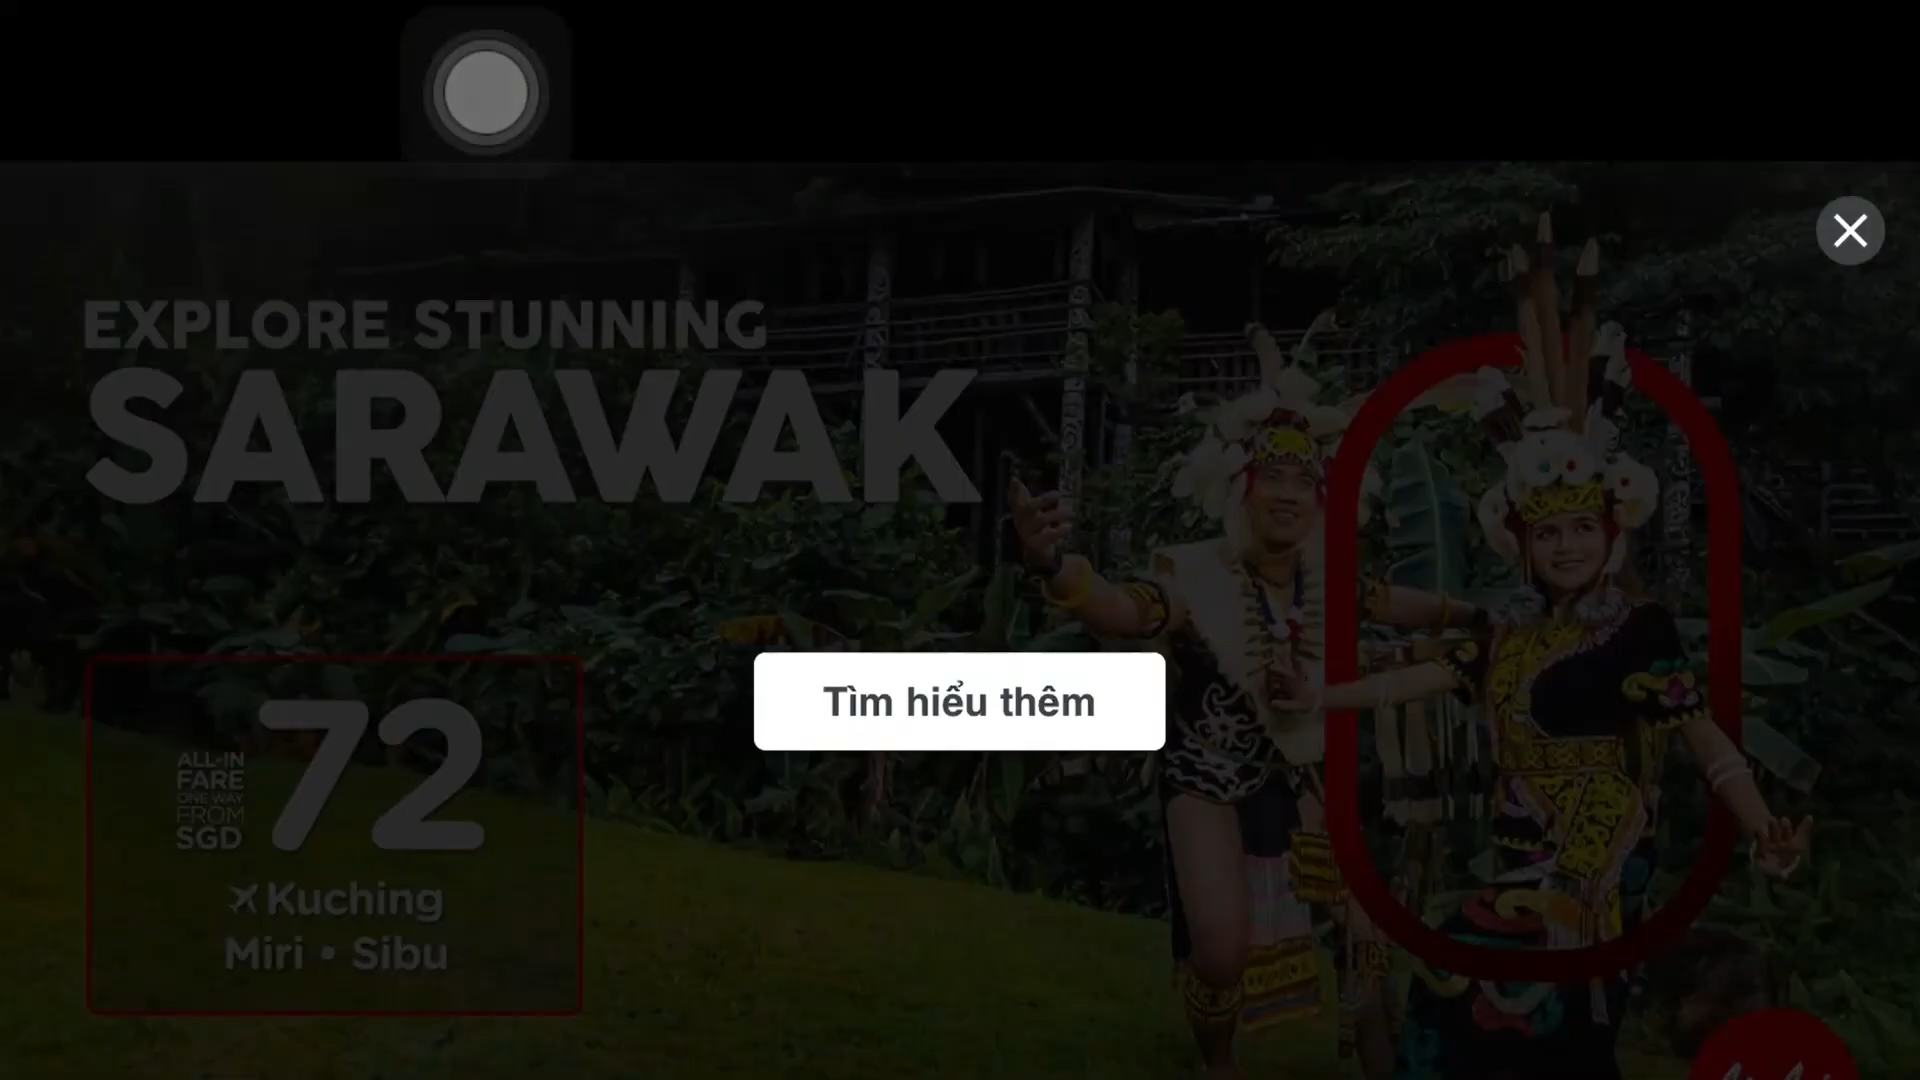 EXPLORE STUNNING
SARAWAK
Tìm hiểu thêm
ALL-IN
FARE
ONE WAY
FROM
SGD
72
Kuching
Miri • Sibu